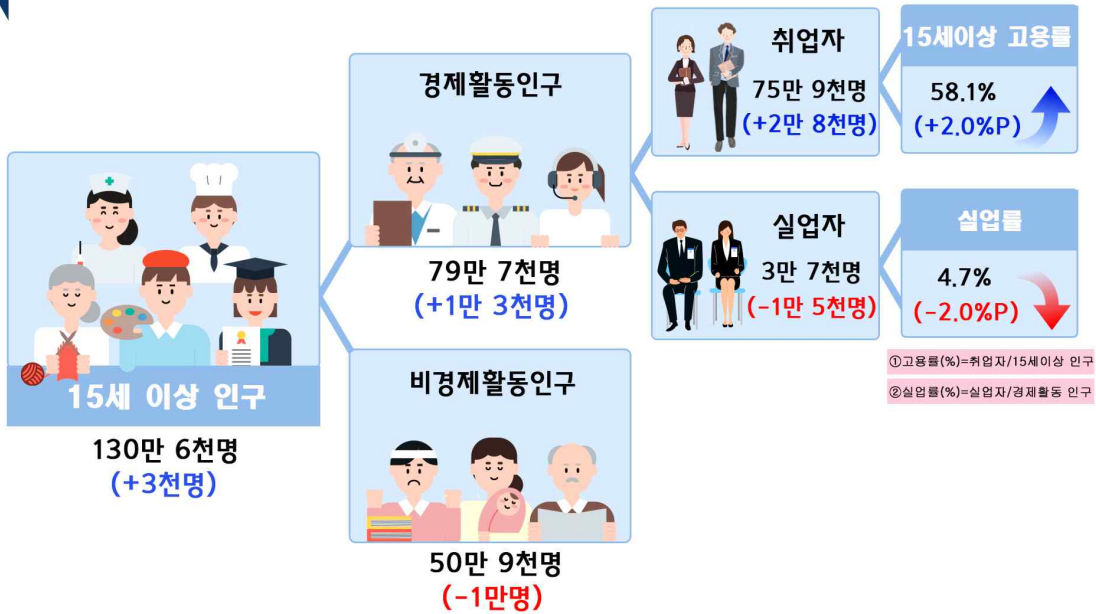 15세 이상 인구
130만 6천명
(+3천명)
경제활동인구
79만 7천명
(+1만 3천명)
비경제활동인구
50만 9천명
(-1만명)
취업자
75만 9천명
(+2만 8천명)
15세이상 고용률
58.1%
(+2.0%P)
실업자
3만 7천명
(-1만 5천명)
실업률
4.7%
(-2.0%P)
①고용률(%)=취업자/15세이상 인구
②실업률(%)=실업자/경제활동 인구